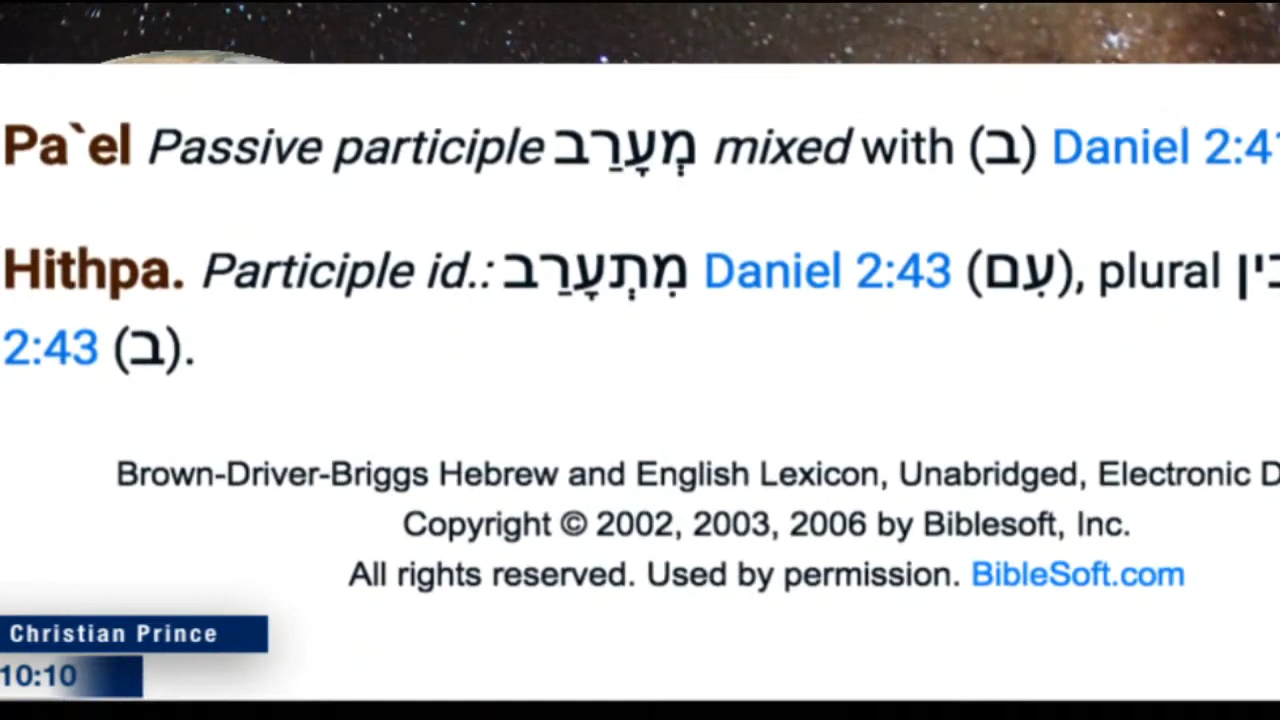 Pa`el Passive participle מְעָרַב mixed with (ב) Daniel 2:41
Hithpa. Participle id.: מִתְעָרַב Daniel 2:43 (עִם), plural
2:43 (ב).
Brown-Driver-Briggs Hebrew and English Lexicon, Unabridged, Electronic D
Copyright © 2002, 2003, 2006 by Biblesoft, Inc.
All rights reserved. Used by permission. BibleSoft.com
Christian Prince
10:10